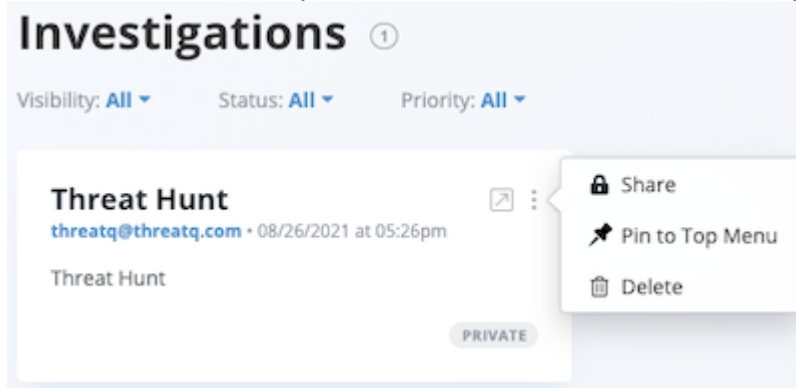 Investigations 1
Visibility: All Status: All Priority: All
Threat Hunt
threatq@threatq.com • 08/26/2021 at 05:26pm
Threat Hunt
PRIVATE
Share
Pin to Top Menu
Delete